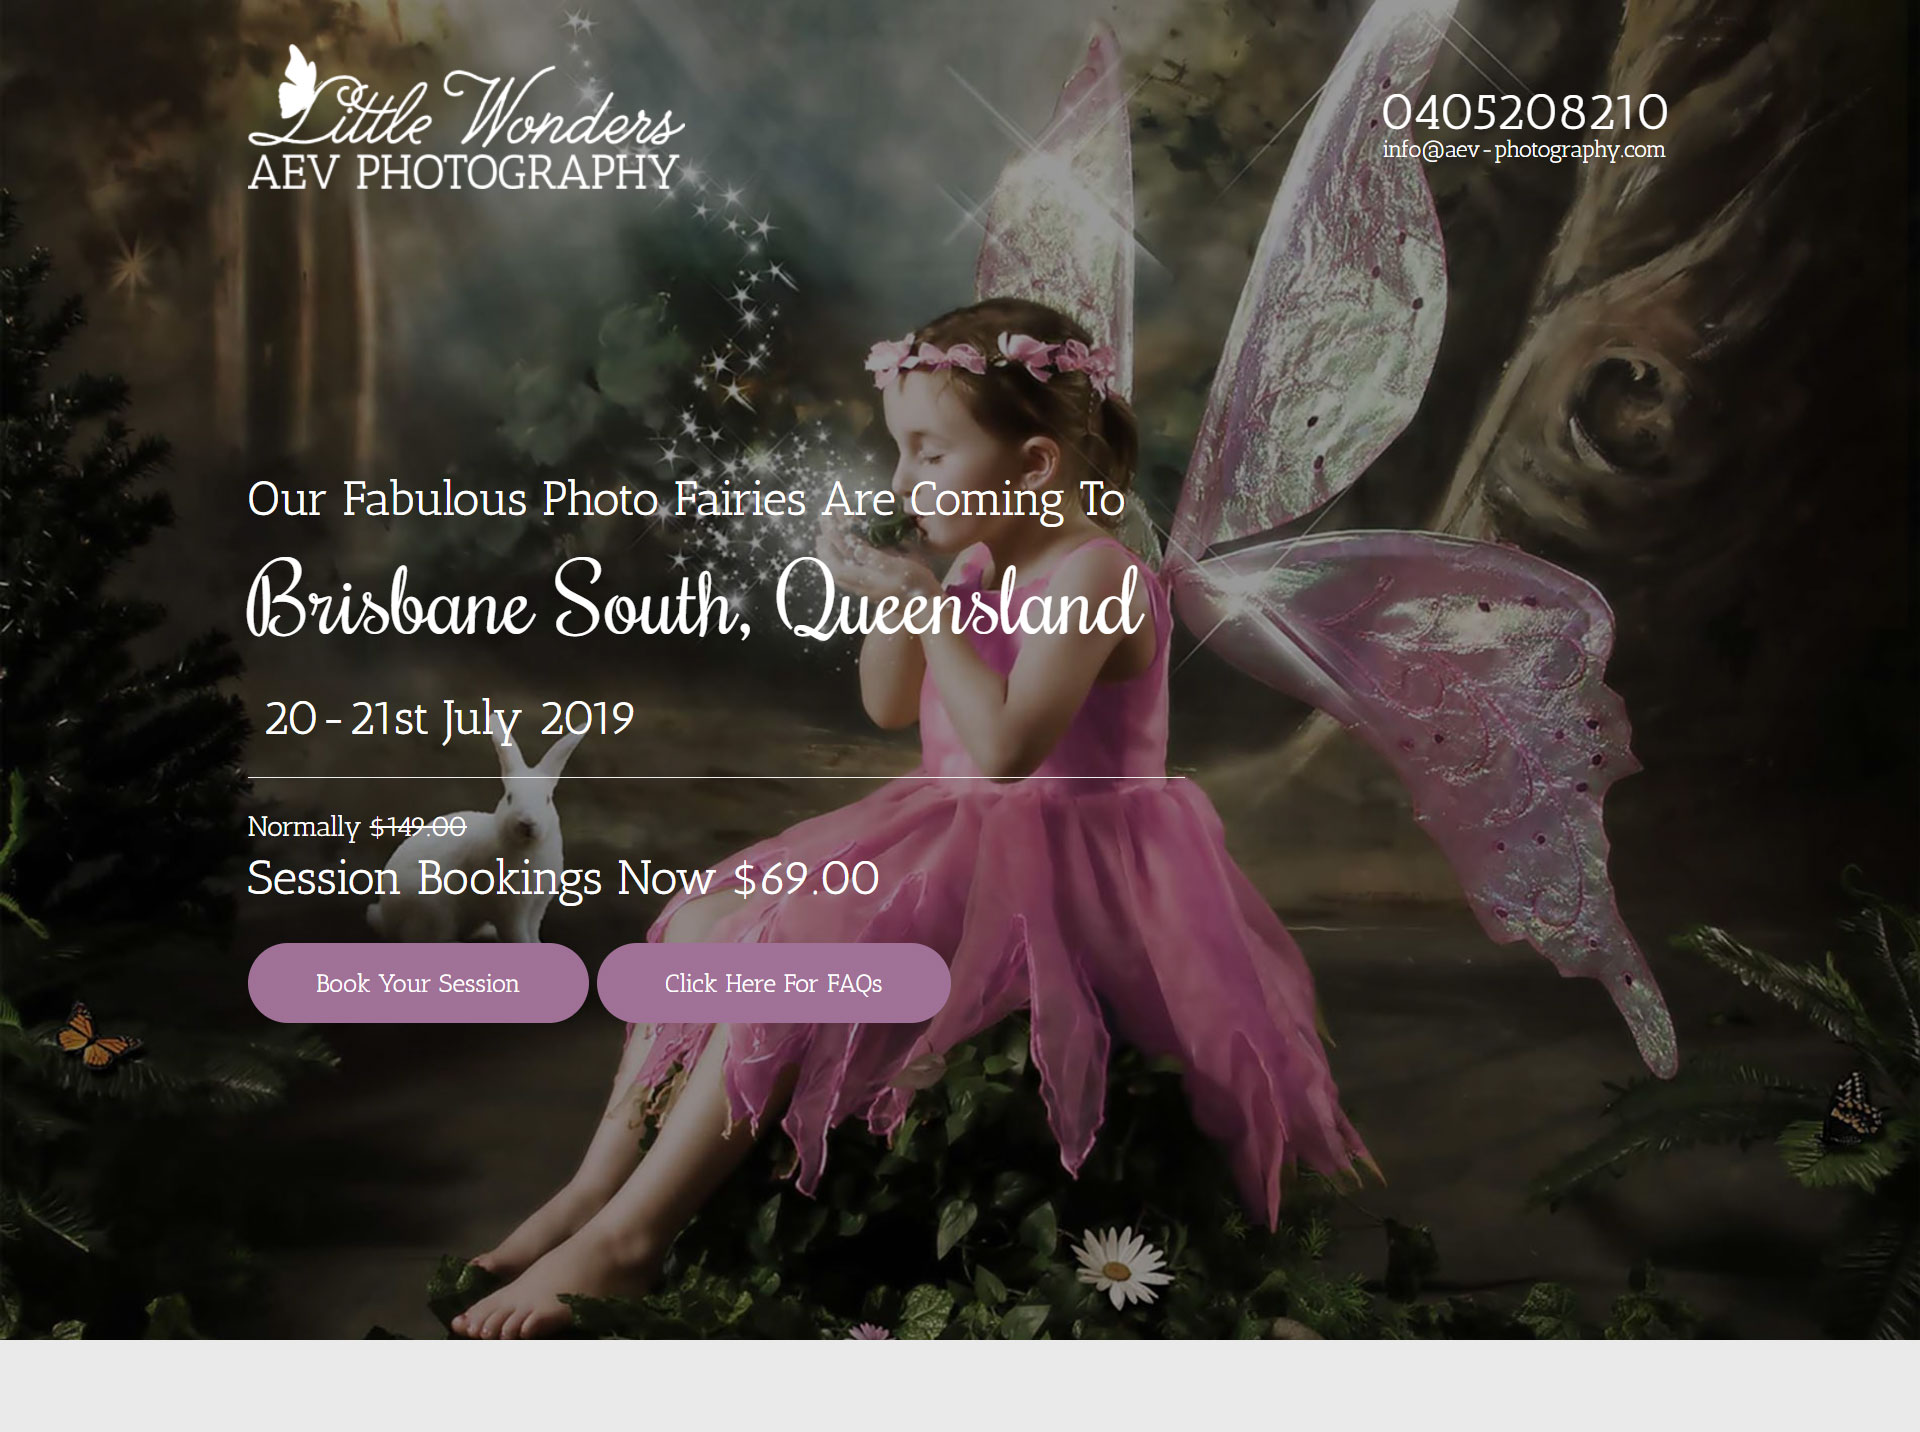 Little Wonders
AEV PHOTOGRAPHY
0405208210
info@aev-photography.com
Our Fabulous Photo Fairies Are Coming To
Brisbane South, Queensland
20-21st July 2019
Normally $149.00
Session Bookings Now $69.00
Book Your Session
Click Here For FAQs